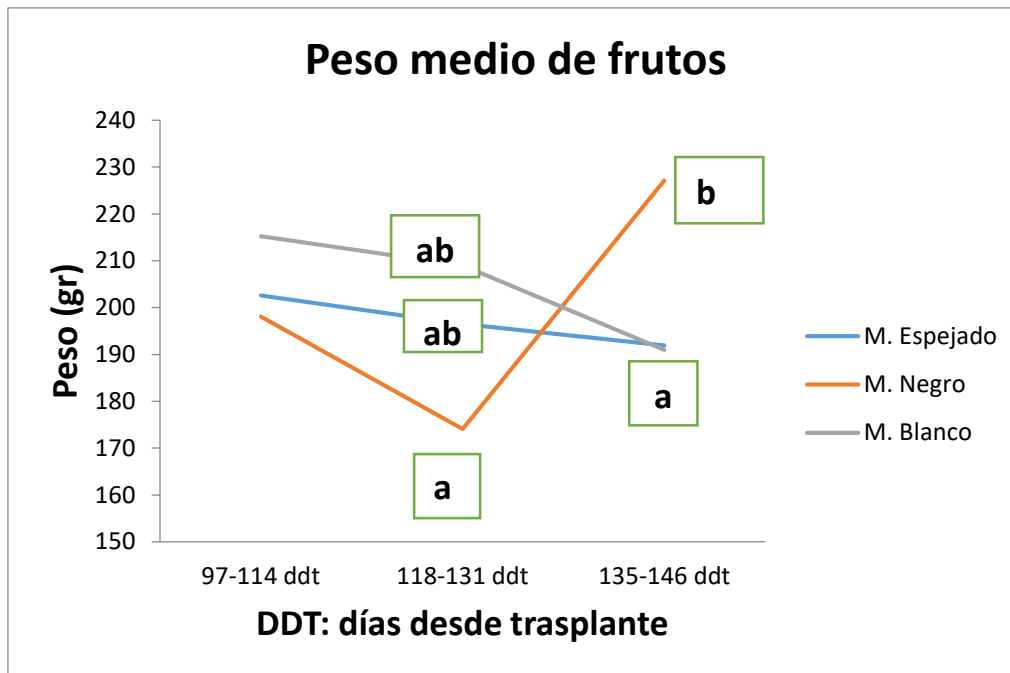 Peso medio de frutos
Peso (gr)
240
230
220
210
200
190
180
170
160
150
ab
ab
a
b
a
97-114 ddt
118-131 ddt
135-146 ddt
DDT: días desde trasplante
M. Espejado
M. Negro
M. Blanco